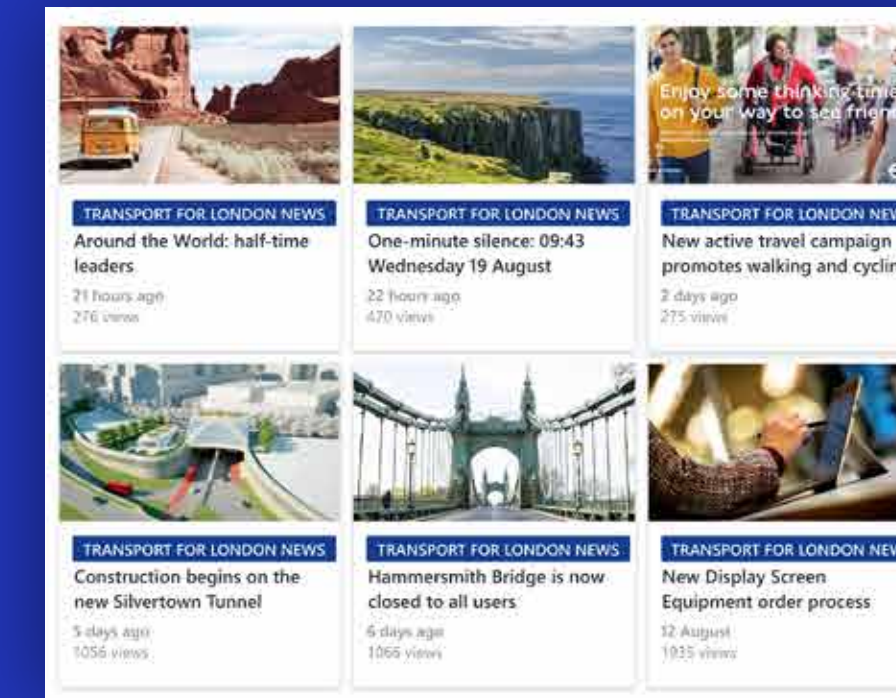 Enjoy some thinking time
on your way to see friend
TRANSPORT FOR LONDON NEWS
Around the World: half-time
leaders
21 hours ago
276 views
TRANSPORT FOR LONDON NEWS
One-minute silence: 09:43
Wednesday 19 August
22 hours ago
470 views
TRANSPORT FOR LONDON NEW
New active travel campaign
promotes walking and cyclin
2 days ago
275 views
TRANSPORT FOR LONDON NEWS
Construction begins on the
new Silvertown Tunnel
5 days ago
1056 views
TRANSPORT FOR LONDON NEWS
Hammersmith Bridge is now
closed to all users
6 days ago
1066 views
TRANSPORT FOR LONDON NEW
New Display Screen
Equipment order process
12 August
1935 views